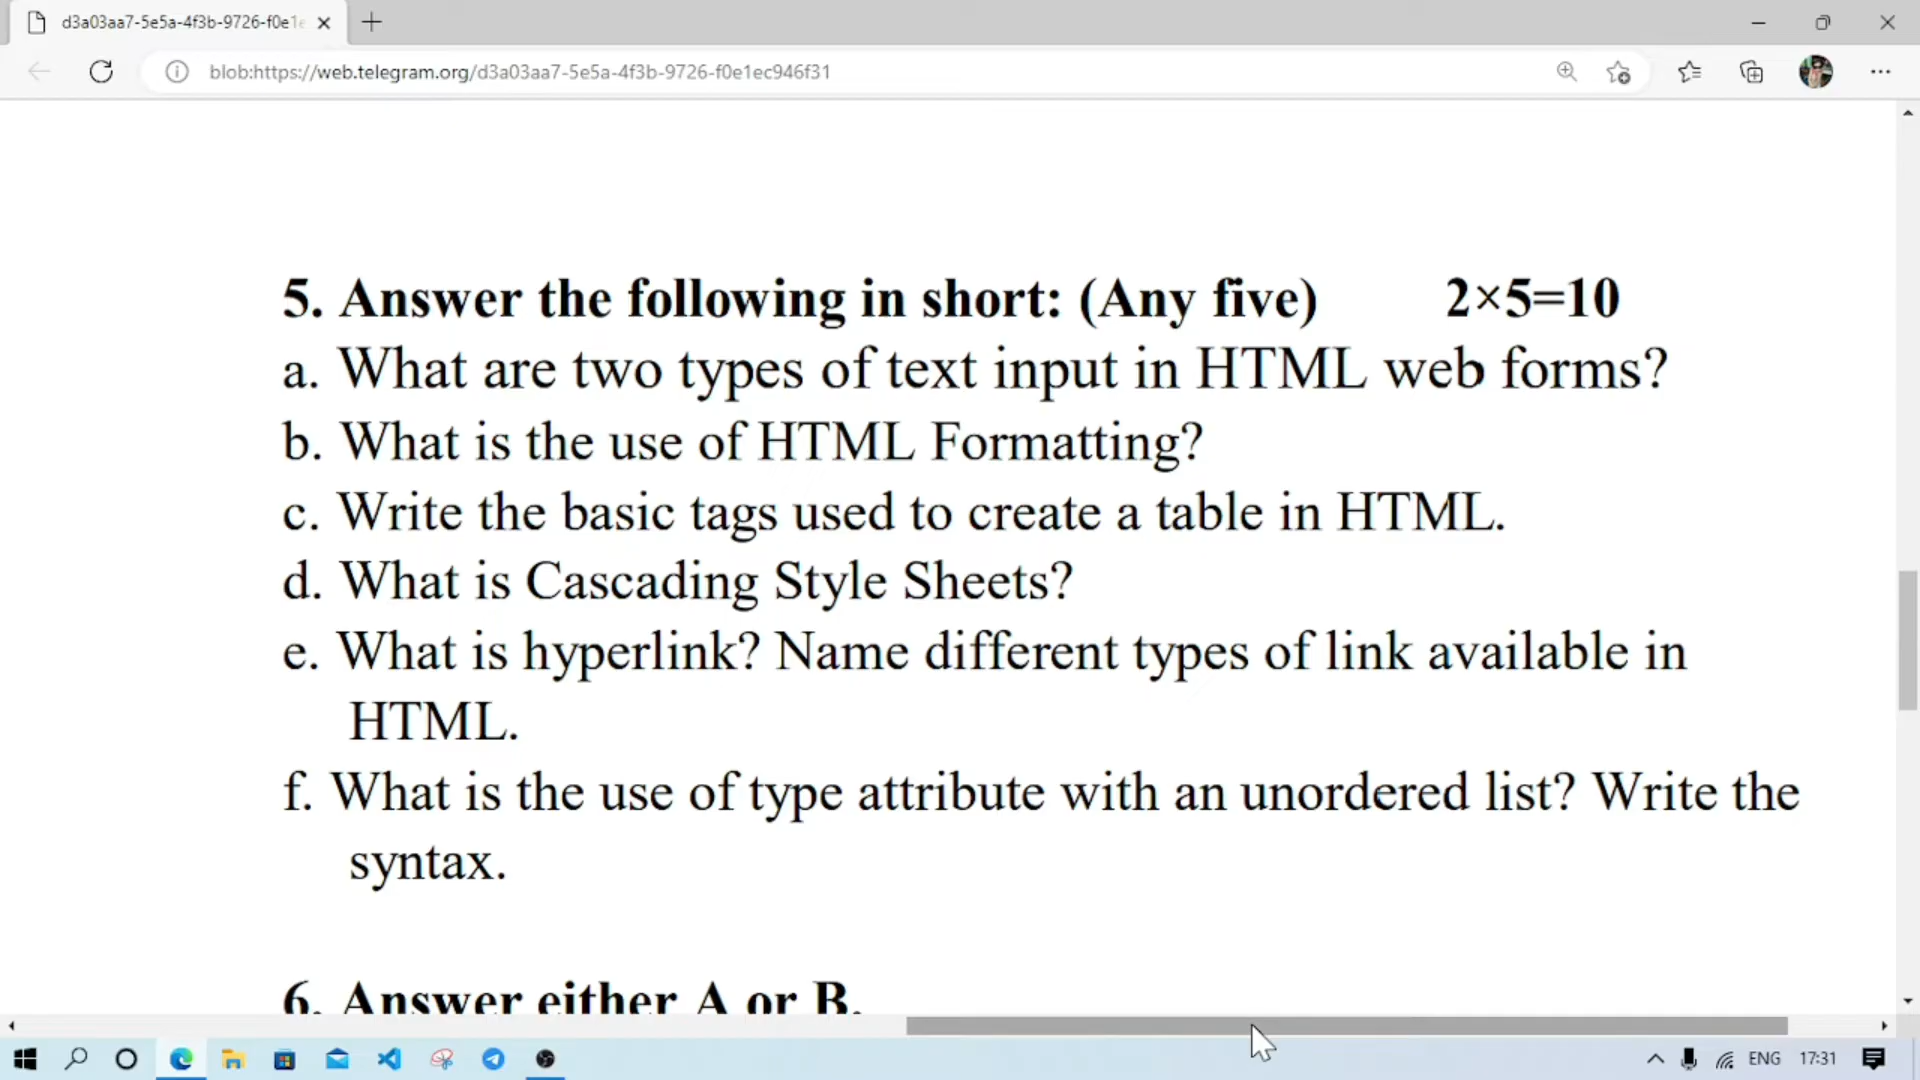 d3a03aa7-5e5a-4f3b-9726-f0e1e
blob:https://web.telegram.org/d3a03aa7-5e5a-4f3b-9726-f0e1ec946f31
5. Answer the following in short: (Any five) 2×5=10
a. What are two types of text input in HTML web forms?
b. What is the use of HTML Formatting?
c. Write the basic tags used to create a table in HTML.
d. What is Cascading Style Sheets?
e. What is hyperlink? Name different types of link available in
HTML.
f. What is the use of type attribute with an unordered list? Write the
syntax.
6. Answer either A or B.
ENG 17:31